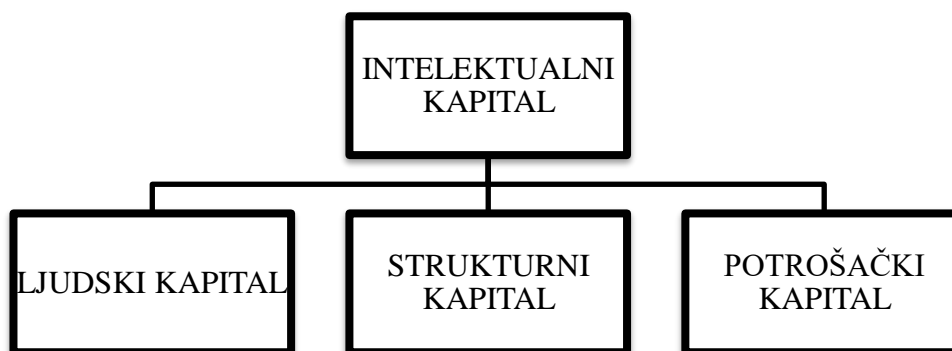 INTELEKTUALNI
KAPITAL
LJUDSKI KAPITAL
STRUKTURNI
KAPITAL
POTROŠAČKI
KAPITAL